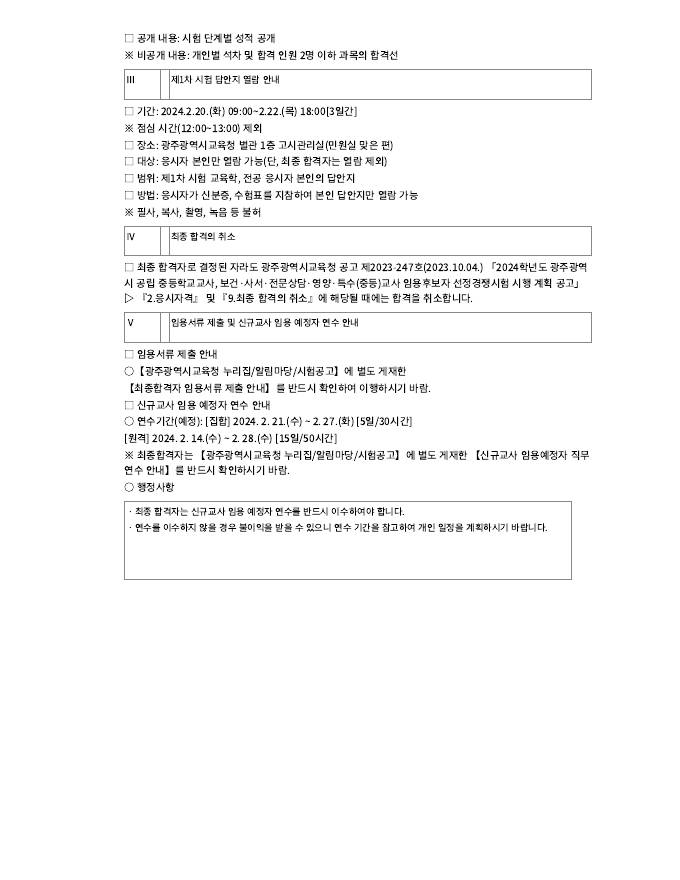 □ 공개 내용: 시험 단계별 성적 공개
※ 비공개 내용: 개인별 석차 및 합격 인원 2명 이하 과목의 합격선
III 제1차 시험 답안지 열람 안내
□ 기간: 2024.2.20.(화) 09:00~2.22.(목) 18:00[3일간]
※ 점심 시간(12:00~13:00) 제외
□ 장소: 광주광역시교육청 별관 1층 고시관리실(민원실 맞은 편)
□ 대상: 응시자 본인만 열람 가능(단, 최종 합격자는 열람 제외)
□ 범위: 제1차 시험 교육학, 전공 응시자 본인의 답안지
□ 방법: 응시자가 신분증, 수험표를 지참하여 본인 답안지만 열람 가능
※ 필사, 복사, 촬영, 녹음 등 불허
IV 최종 합격의 취소
□ 최종 합격자로 결정된 자라도 광주광역시교육청 공고 제2023-247호(2023.10.04.) 「2024학년도 광주광역
시 공립 중등학교교사, 보건·사서·전문상담·영양·특수(중등)교사 임용후보자 선정경쟁시험 시행 계획 공고」
▷ 『2.응시자격』 및 『9.최종 합격의 취소』에 해당될 때에는 합격을 취소합니다.
V 임용서류 제출 및 신규교사 임용 예정자 연수 안내
□ 임용서류 제출 안내
○【광주광역시교육청 누리집/알림마당/시험공고】에 별도 게재한
【최종합격자 임용서류 제출 안내】를 반드시 확인하여 이행하시기 바람.
□ 신규교사 임용 예정자 연수 안내
○ 연수기간(예정): [집합] 2024. 2. 21.(수) ~ 2. 27.(화) [5일/30시간]
[원격] 2024. 2. 14.(수) ~ 2. 28.(수) [15일/50시간]
※ 최종합격자는 【광주광역시교육청 누리집/알림마당/시험공고】에 별도 게재한 【신규교사 임용예정자 직무
연수 안내】를 반드시 확인하시기 바람.
○ 행정사항
· 최종 합격자는 신규교사 임용 예정자 연수를 반드시 이수하여야 합니다.
· 연수를 이수하지 않을 경우 불이익을 받을 수 있으니 연수 기간을 참고하여 개인 일정을 계획하시기 바랍니다.